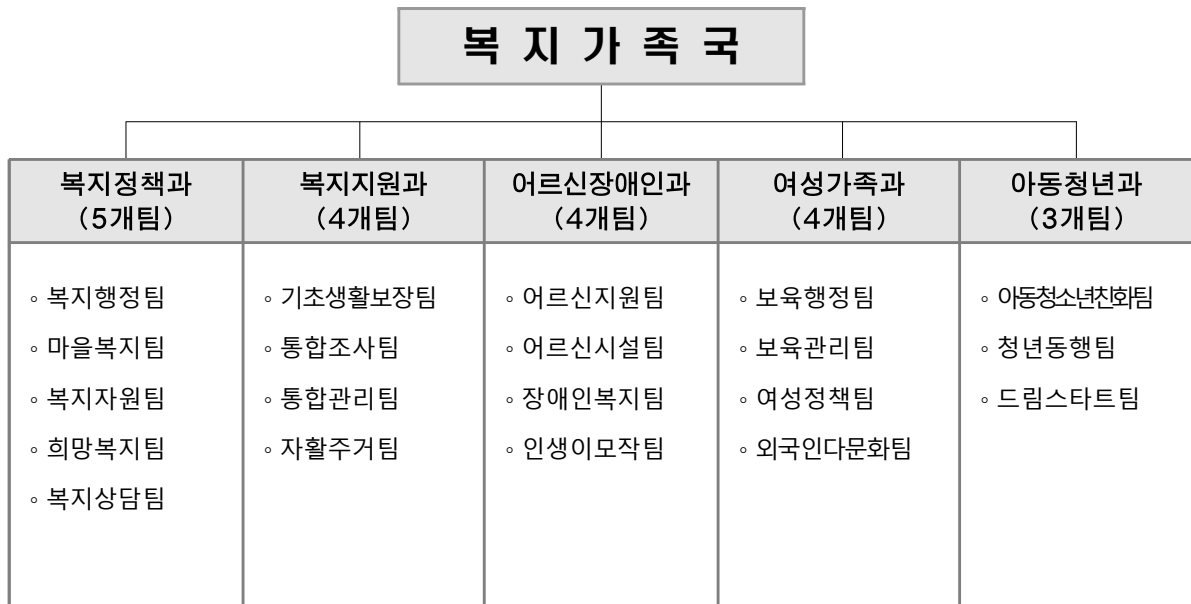 복 지 가 족 국
복지정책과
(5개팀)
◦ 복지행정팀
◦ 마을복지팀
◦ 복지자원팀
◦ 희망복지팀
◦ 복지상담팀
복지지원과
(4개팀)
◦ 기초생활보장팀
◦ 통합조사팀
◦ 통합관리팀
◦ 자활주거팀
어르신장애인과
(4개팀)
◦ 어르신지원팀
◦ 어르신시설팀
◦ 장애인복지팀
◦ 인생이모작팀
여성가족과
(4개팀)
◦ 보육행정팀
◦ 보육관리팀
◦ 여성정책팀
◦ 외국인다문화팀
아동청년과
(3개팀)
◦ 아동청소년친화팀
◦ 청년동행팀
◦ 드림스타트팀